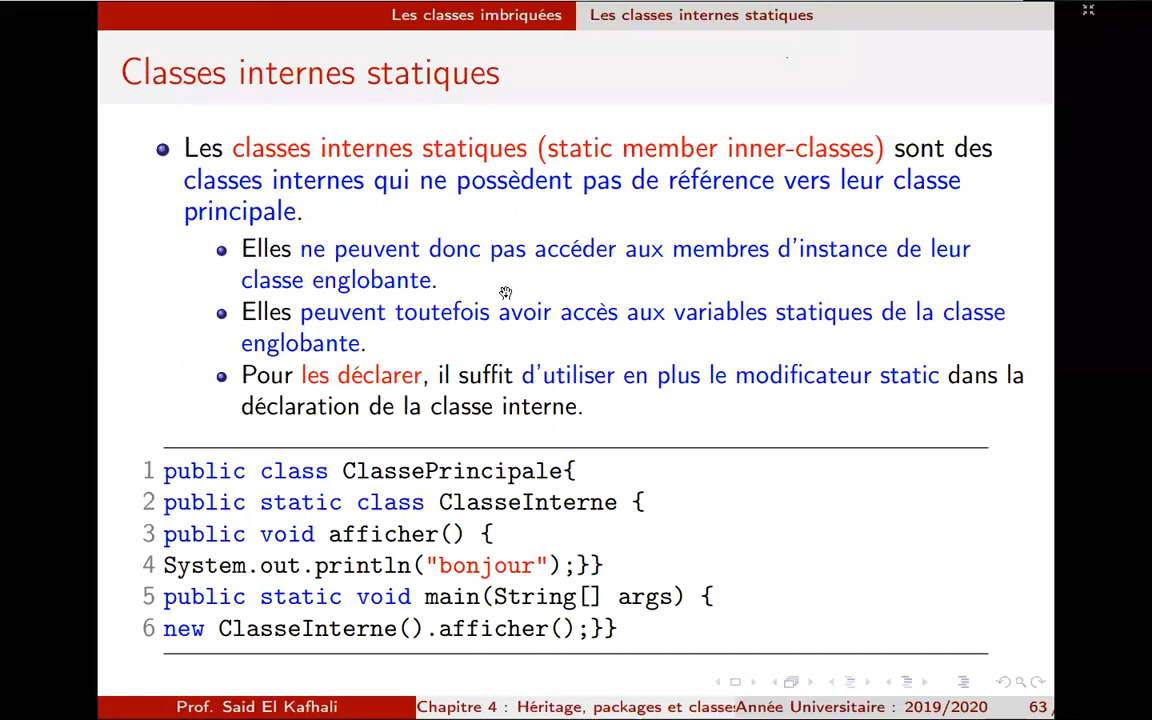 Les classes imbriquées Les classes internes statiques
Classes internes statiques
Les classes internes statiques (static member inner-classes) sont des
classes internes qui ne possèdent pas de référence vers leur classe
principale.
Elles ne peuvent donc pas accéder aux membres d'instance de leur
classe englobante.
Elles peuvent toutefois avoir accès aux variables statiques de la classe
englobante.
Pour les déclarer, il suffit d'utiliser en plus le modificateur static dans la
déclaration de la classe interne.
1 public class ClassePrincipale{
2 public static class ClasseInterne {
3 public void afficher() {
4 System.out.println("bonjour");}}
5 public static void main(String[] args) {
6 new ClasseInterne().afficher();}}
Prof. Said El Kafhali Chapitre 4 : Héritage, packages et classe Année Universitaire : 2019/2020 63 /